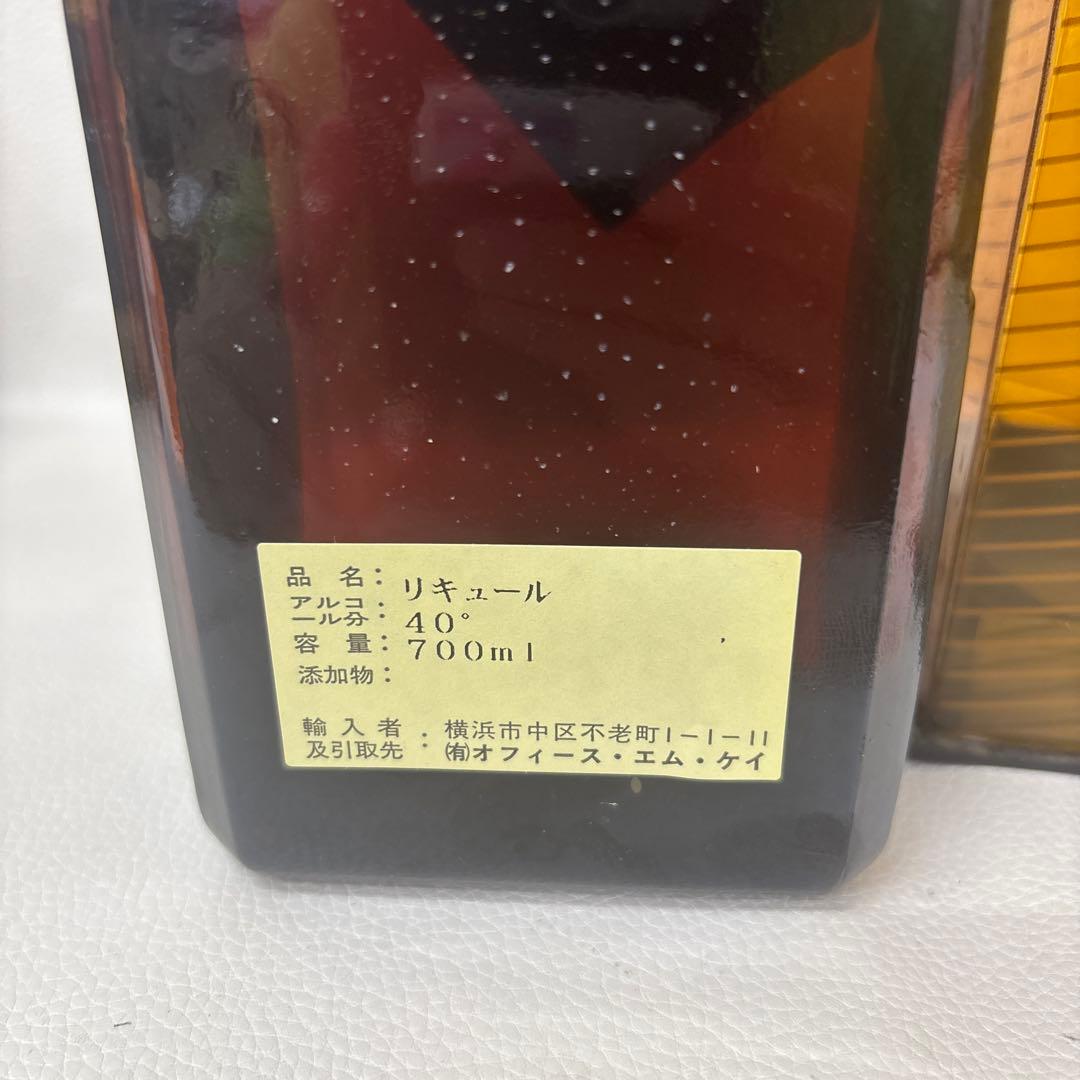 品 名：リキュール
アルコール分：40°
容 量：700ml
添加物：
輸入者及引取先：横浜市中区不老町1-1-11
㈲オフィース・エム・ケイ